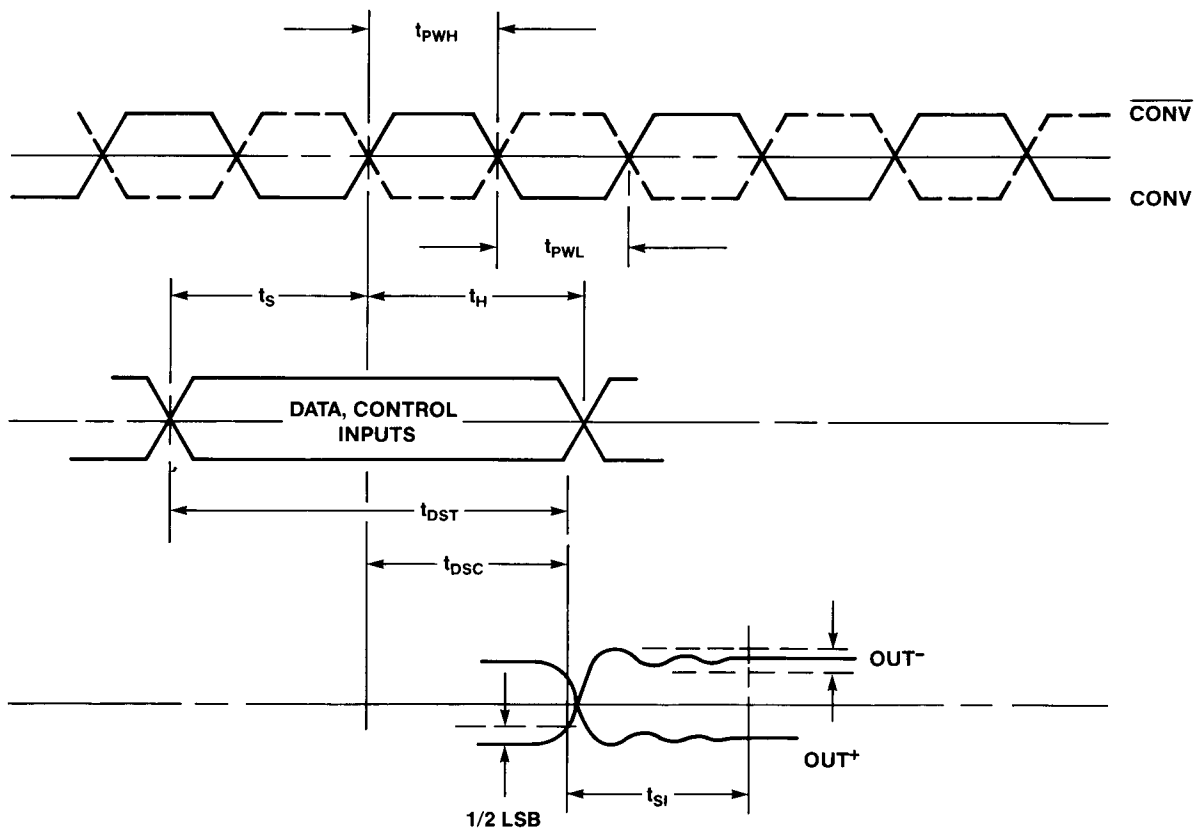 tPWH
CONV
CONV
tPWL
tS
tH
DATA, CONTROL
INPUTS
tDST
tDSC
OUT-
OUT+
tSI
1/2 LSB